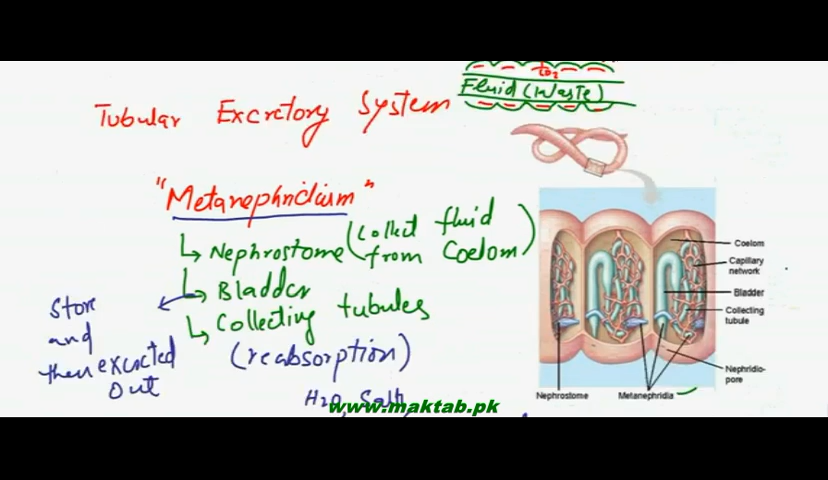 to2
Fluid (Waste)
Tubular Excretory System
"Metanephridium"
Nephrostome (Collect fluid
from Coelom)
Bladder
Collecting tubules
(reabsorption)
H2O, Salt,
Store
and
then excreted
Out
Coelom
Capillary
network
Bladder
Collecting
tubule
Nephridio-
pore
Nephrostome
Metanephridia
www.maktab.pk